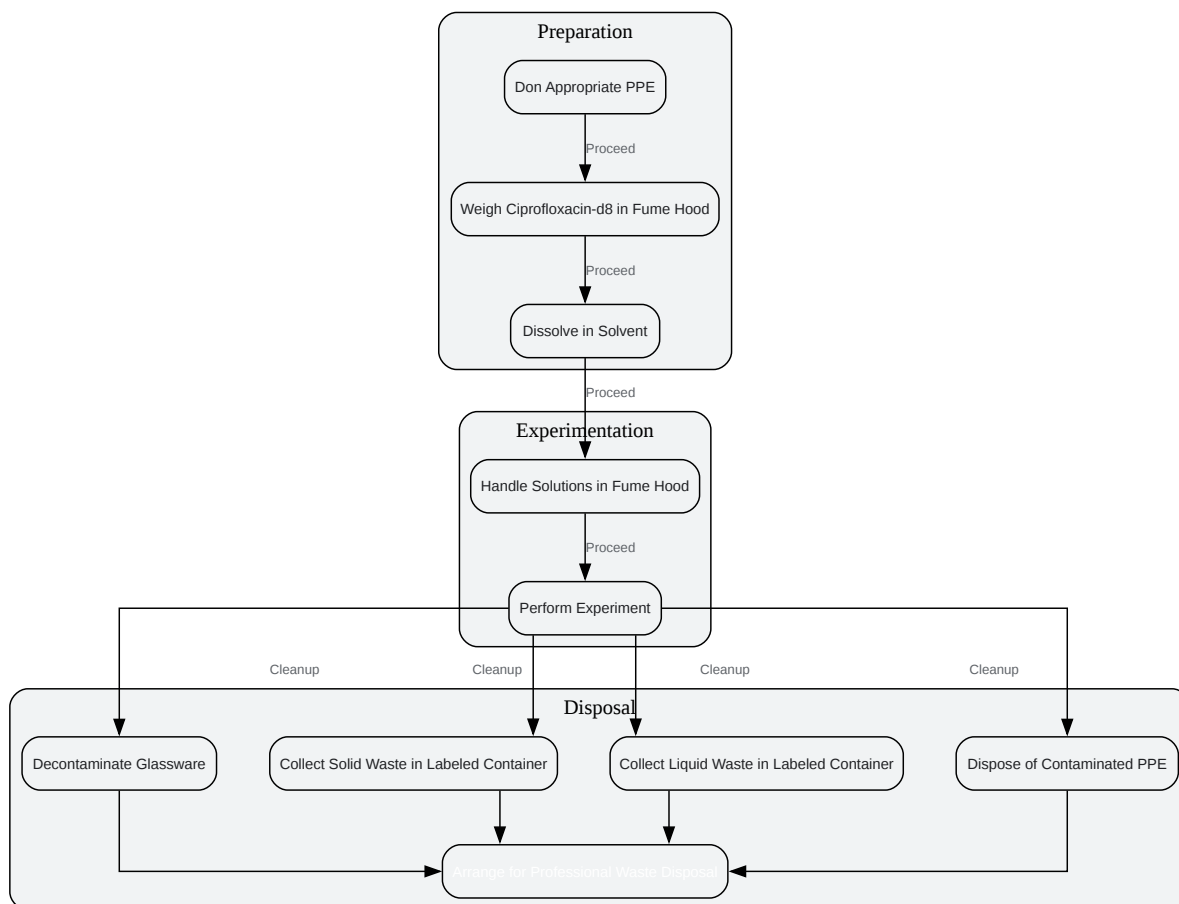 Preparation
Don Appropriate PPE
Proceed
Weigh Ciprofloxacin-d8 in Fume Hood
Proceed
Dissolve in Solvent
Proceed
Experimentation
Handle Solutions in Fume Hood
Proceed
Perform Experiment
Cleanup
Cleanup
Cleanup
Cleanup
Disposal
Decontaminate Glassware
Collect Solid Waste in Labeled Container
Collect Liquid Waste in Labeled Container
Dispose of Contaminated PPE
Arrange for Professional Waste Disposal